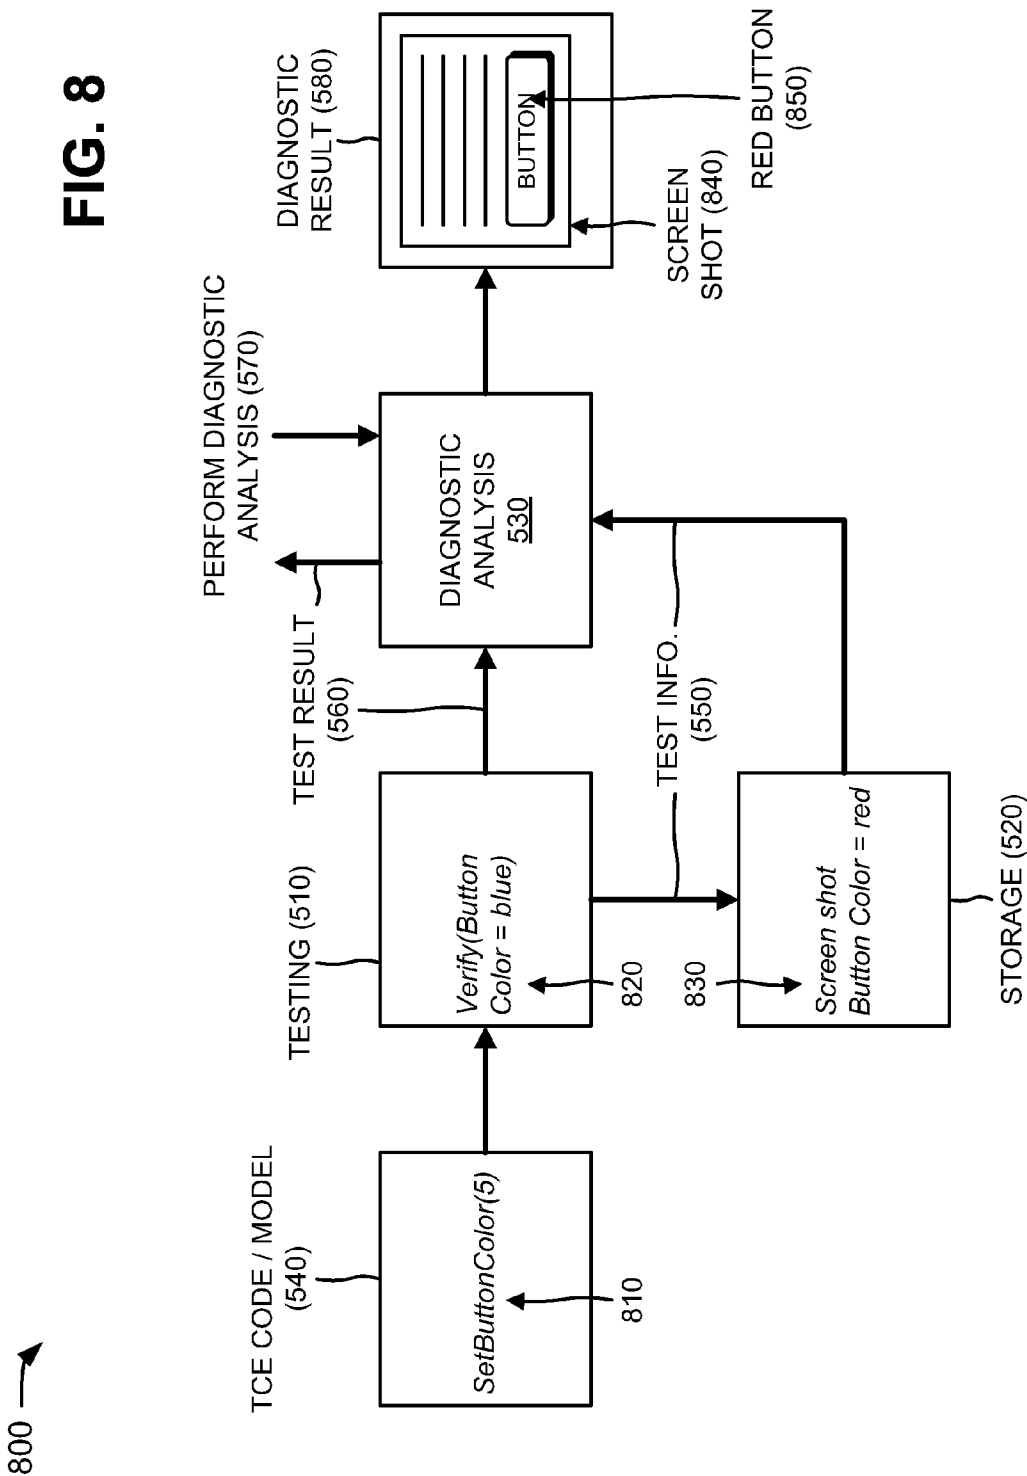 FIG. 8
800
TCE CODE / MODEL
(540)
SetButtonColor(5)
810
TESTING (510)
Verify(Button
Color = blue)
820
830
Screen shot
Button Color = red
STORAGE (520)
TEST RESULT
(560)
TEST INFO.
(550)
PERFORM DIAGNOSTIC
ANALYSIS (570)
DIAGNOSTIC
ANALYSIS
530
DIAGNOSTIC
RESULT (580)
BUTTON
SCREEN
SHOT (840)
RED BUTTON
(850)